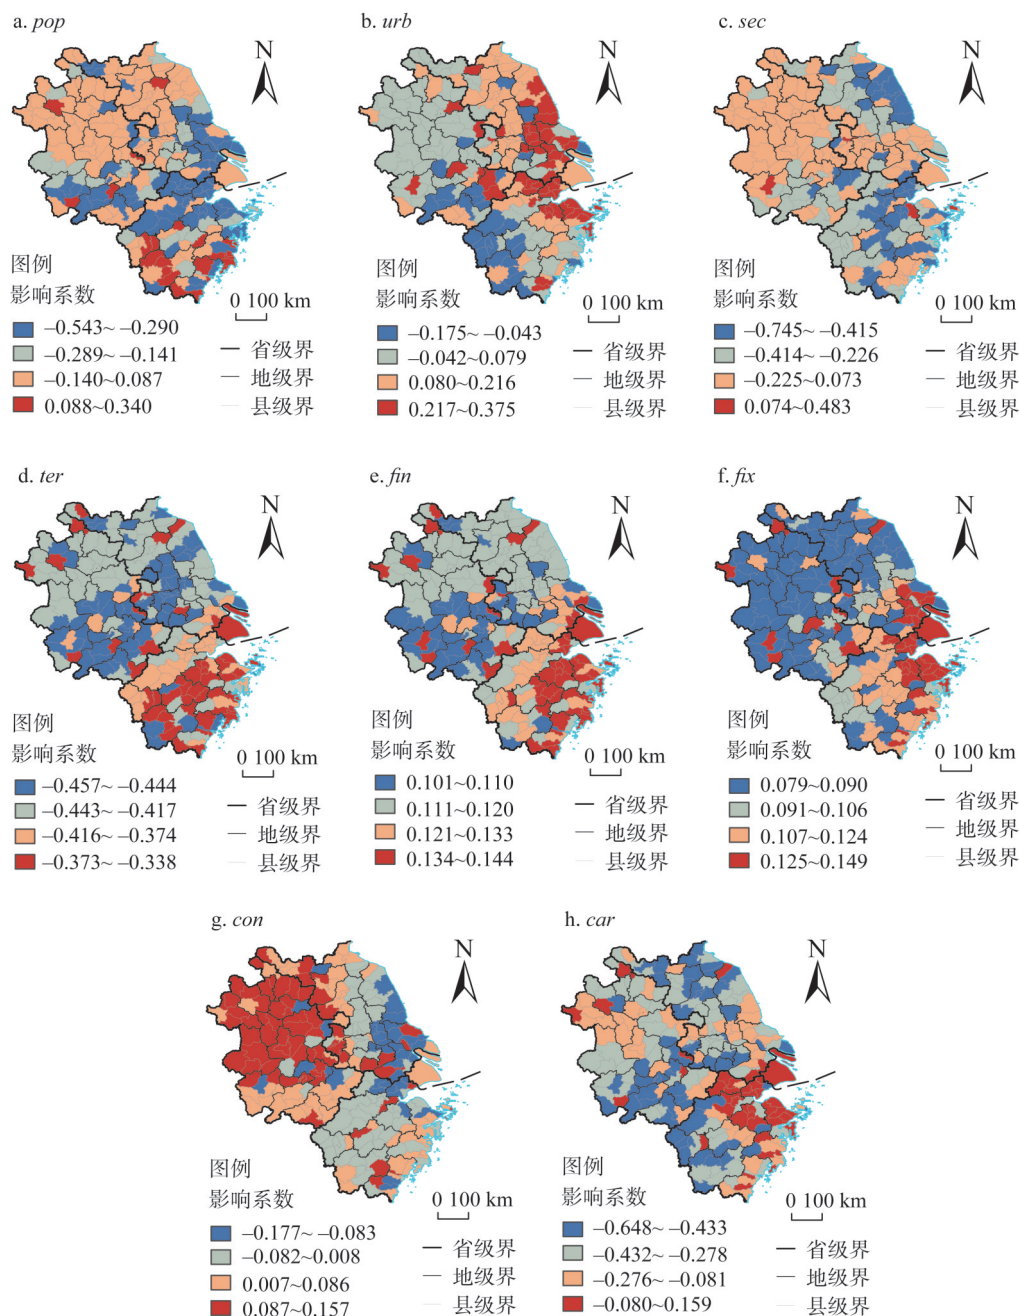 a. pop
N
图例
影响系数
0 100 km
–0.543~ –0.290
–0.289~ –0.141
–0.140~0.087
0.088~0.340
省级界
地级界
县级界
b. urb
N
图例
影响系数
0 100 km
–0.175~ –0.043
–0.042~0.079
0.080~0.216
0.217~0.375
省级界
地级界
县级界
c. sec
N
图例
影响系数
0 100 km
–0.745~ –0.415
–0.414~ –0.226
–0.225~0.073
0.074~0.483
省级界
地级界
县级界
d. ter
N
图例
影响系数
0 100 km
–0.457~ –0.444
–0.443~ –0.417
–0.416~ –0.374
–0.373~ –0.338
省级界
地级界
县级界
e. fin
N
图例
影响系数
0 100 km
0.101~0.110
0.111~0.120
0.121~0.133
0.134~0.144
省级界
地级界
县级界
f. fix
N
图例
影响系数
0 100 km
0.079~0.090
0.091~0.106
0.107~0.124
0.125~0.149
省级界
地级界
县级界
g. con
N
图例
影响系数
0 100 km
–0.177~ –0.083
–0.082~0.008
0.007~0.086
0.087~0.157
省级界
地级界
县级界
h. car
N
图例
影响系数
0 100 km
–0.648~ –0.433
–0.432~ –0.278
–0.276~ –0.081
–0.080~0.159
省级界
地级界
县级界